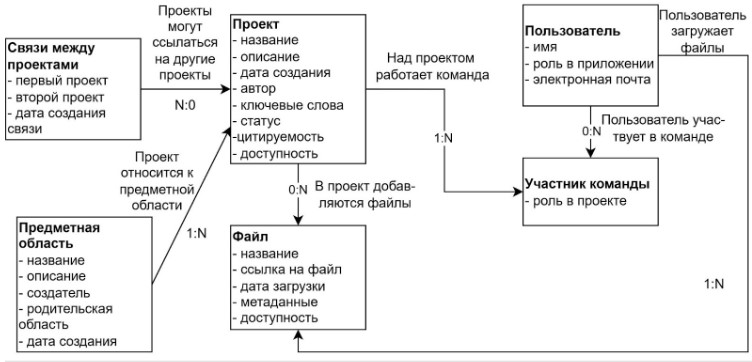 Связи между
проектами
- первый проект
- второй проект
- дата создания
связи
Проекты
могут
ссылаться
на другие
проекты
N:0
Проект
- название
- описание
- дата создания
- автор
- ключевые слова
- статус
-цитируемость
- доступность
Над проектом
работает команда
1:N
Пользователь
- имя
- роль в приложении
- электронная почта
Пользователь
загружает
файлы
0:N
Пользователь учас-
твует в команде
Участник команды
- роль в проекте
Проект
относится к
предметной
области
1:N
Предметная
область
- название
- описание
- создатель
- родительская
область
- дата создания
0:N
В проект добав-
ляются файлы
Файл
- название
- ссылка на файл
- дата загрузки
- метаданные
- доступность
1:N